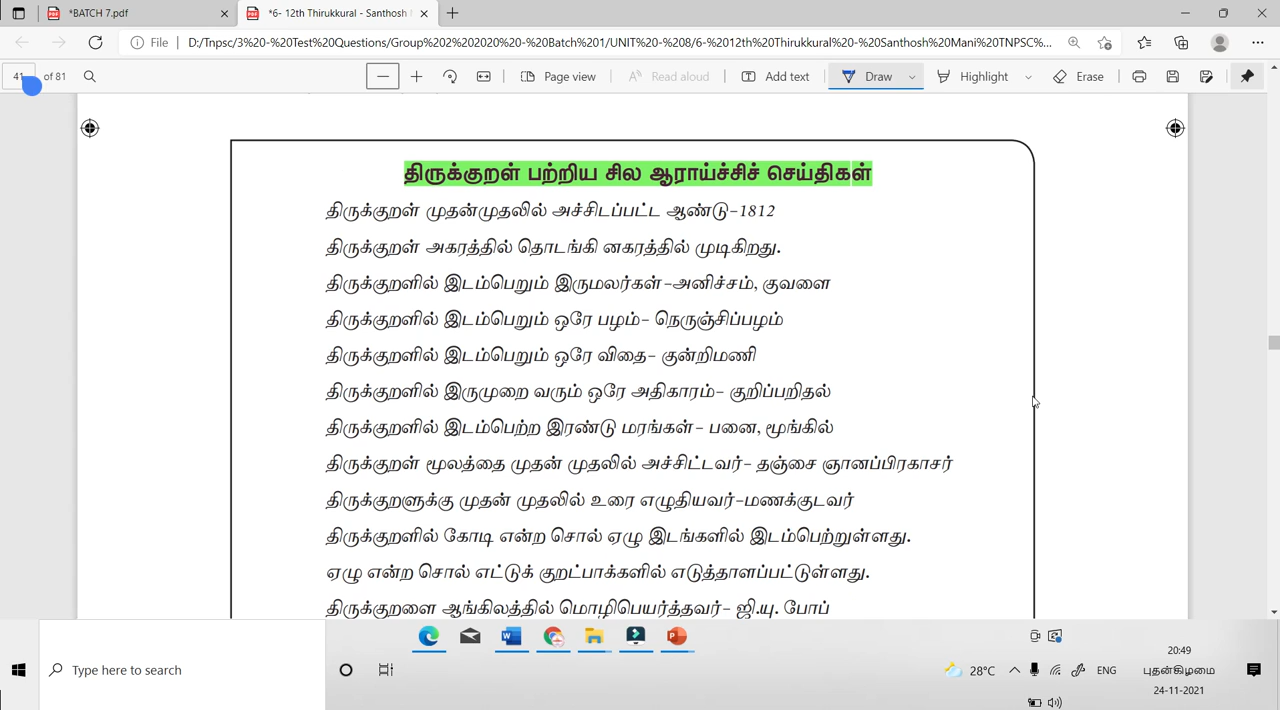 *BATCH 7.pdf
*6- 12th Thirukkural - Santhosh
File
D:/Tnpsc/3%20-%20Test%20Questions/Group%202%202020%20-%20Batch%201/UNIT%20-%208/6-%2012th%20Thirukkural%20-%20Santhosh%20Mani%20TNPSC%...
41 of 81
Page view
Read aloud
Add text
Draw
Highlight
Erase
திருக்குறள் பற்றிய சில ஆராய்ச்சிச் செய்திகள்
திருக்குறள் முதன்முதலில் அச்சிடப்பட்ட ஆண்டு-1812
திருக்குறள் அகரத்தில் தொடங்கி னகரத்தில் முடிகிறது.
திருக்குறளில் இடம்பெறும் இருமலர்கள்-அனிச்சம், குவளை
திருக்குறளில் இடம்பெறும் ஒரே பழம்- நெருஞ்சிப்பழம்
திருக்குறளில் இடம்பெறும் ஒரே விதை- குன்றிமணி
திருக்குறளில் இருமுறை வரும் ஒரே அதிகாரம்- குறிப்பறிதல்
திருக்குறளில் இடம்பெற்ற இரண்டு மரங்கள்- பனை, மூங்கில்
திருக்குறள் மூலத்தை முதன் முதலில் அச்சிட்டவர்- தஞ்சை ஞானப்பிரகாசர்
திருக்குறளுக்கு முதன் முதலில் உரை எழுதியவர்-மணக்குடவர்
திருக்குறளில் கோடி என்ற சொல் ஏழு இடங்களில் இடம்பெற்றுள்ளது.
ஏழு என்ற சொல் எட்டுக் குறட்பாக்களில் எடுத்தாளப்பட்டுள்ளது.
திருக்குறளை ஆங்கிலத்தில் மொழிபெயர்த்தவர்- ஜி.யு. போப்
Type here to search
28°C
ENG
20:49
புதன்கிழமை
24-11-2021